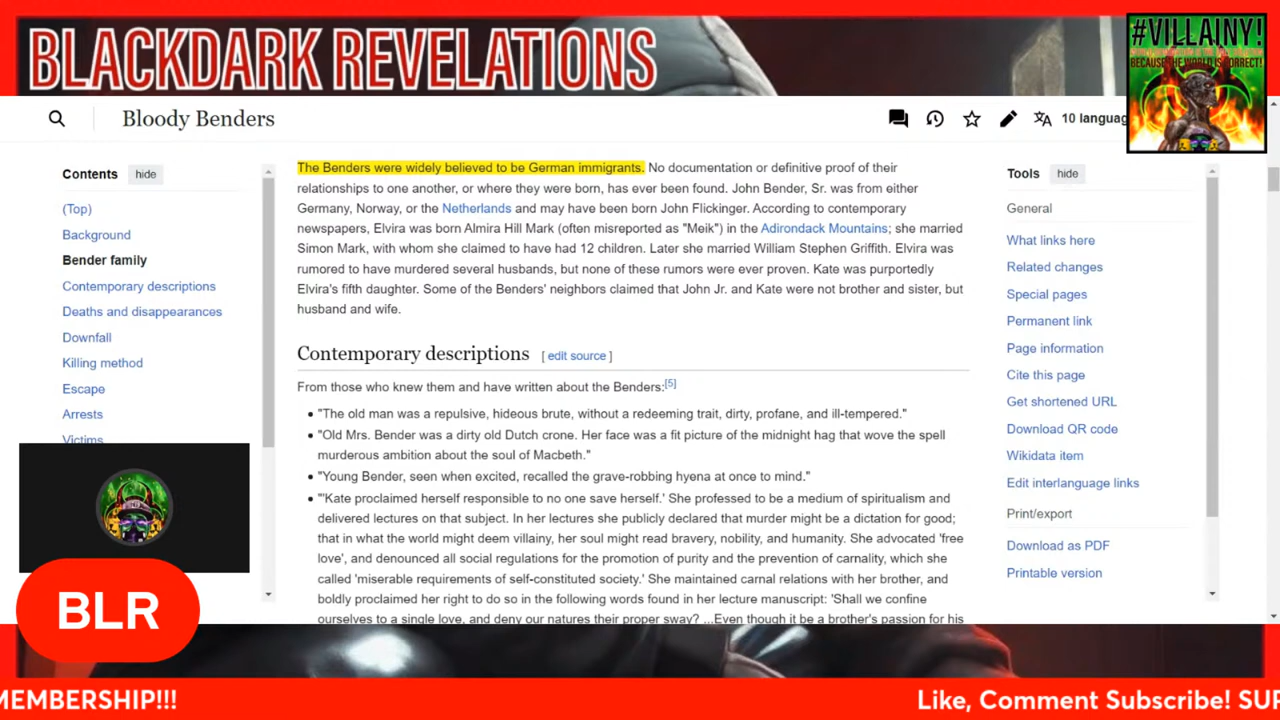 BLACKDARK REVELATIONS
#VILLAINY!
BECAUSE THE WORLD IS CORRECT!
Bloody Benders
10 languag
Contents
hide
(Top)
Background
Bender family
Contemporary descriptions
Deaths and disappearances
Downfall
Killing method
Escape
Arrests
Victims
The Benders were widely believed to be German immigrants. No documentation or definitive proof of their
relationships to one another, or where they were born, has ever been found. John Bender, Sr. was from either
Germany, Norway, or the Netherlands and may have been born John Flickinger. According to contemporary
newspapers, Elvira was born Almira Hill Mark (often misreported as "Meik") in the Adirondack Mountains; she married
Simon Mark, with whom she claimed to have had 12 children. Later she married William Stephen Griffith. Elvira was
rumored to have murdered several husbands, but none of these rumors were ever proven. Kate was purportedly
Elvira's fifth daughter. Some of the Benders' neighbors claimed that John Jr. and Kate were not brother and sister, but
husband and wife.
Contemporary descriptions [ edit source ]
From those who knew them and have written about the Benders:[5]
• "The old man was a repulsive, hideous brute, without a redeeming trait, dirty, profane, and ill-tempered."
• "Old Mrs. Bender was a dirty old Dutch crone. Her face was a fit picture of the midnight hag that wove the spell
murderous ambition about the soul of Macbeth."
• "Young Bender, seen when excited, recalled the grave-robbing hyena at once to mind."
• "'Kate proclaimed herself responsible to no one save herself.' She professed to be a medium of spiritualism and
delivered lectures on that subject. In her lectures she publicly declared that murder might be a dictation for good;
that in what the world might deem villainy, her soul might read bravery, nobility, and humanity. She advocated 'free
love', and denounced all social regulations for the promotion of purity and the prevention of carnality, which she
called 'miserable requirements of self-constituted society.' She maintained carnal relations with her brother, and
boldly proclaimed her right to do so in the following words found in her lecture manuscript: 'Shall we confine
ourselves to a single love, and deny our natures their proper sway? ...Even though it be a brother's passion for his
Tools
hide
General
What links here
Related changes
Special pages
Permanent link
Page information
Cite this page
Get shortened URL
Download QR code
Wikidata item
Edit interlanguage links
Print/export
Download as PDF
Printable version
BLR
MEMBERSHIP!!!
Like, Comment Subscribe! SUP